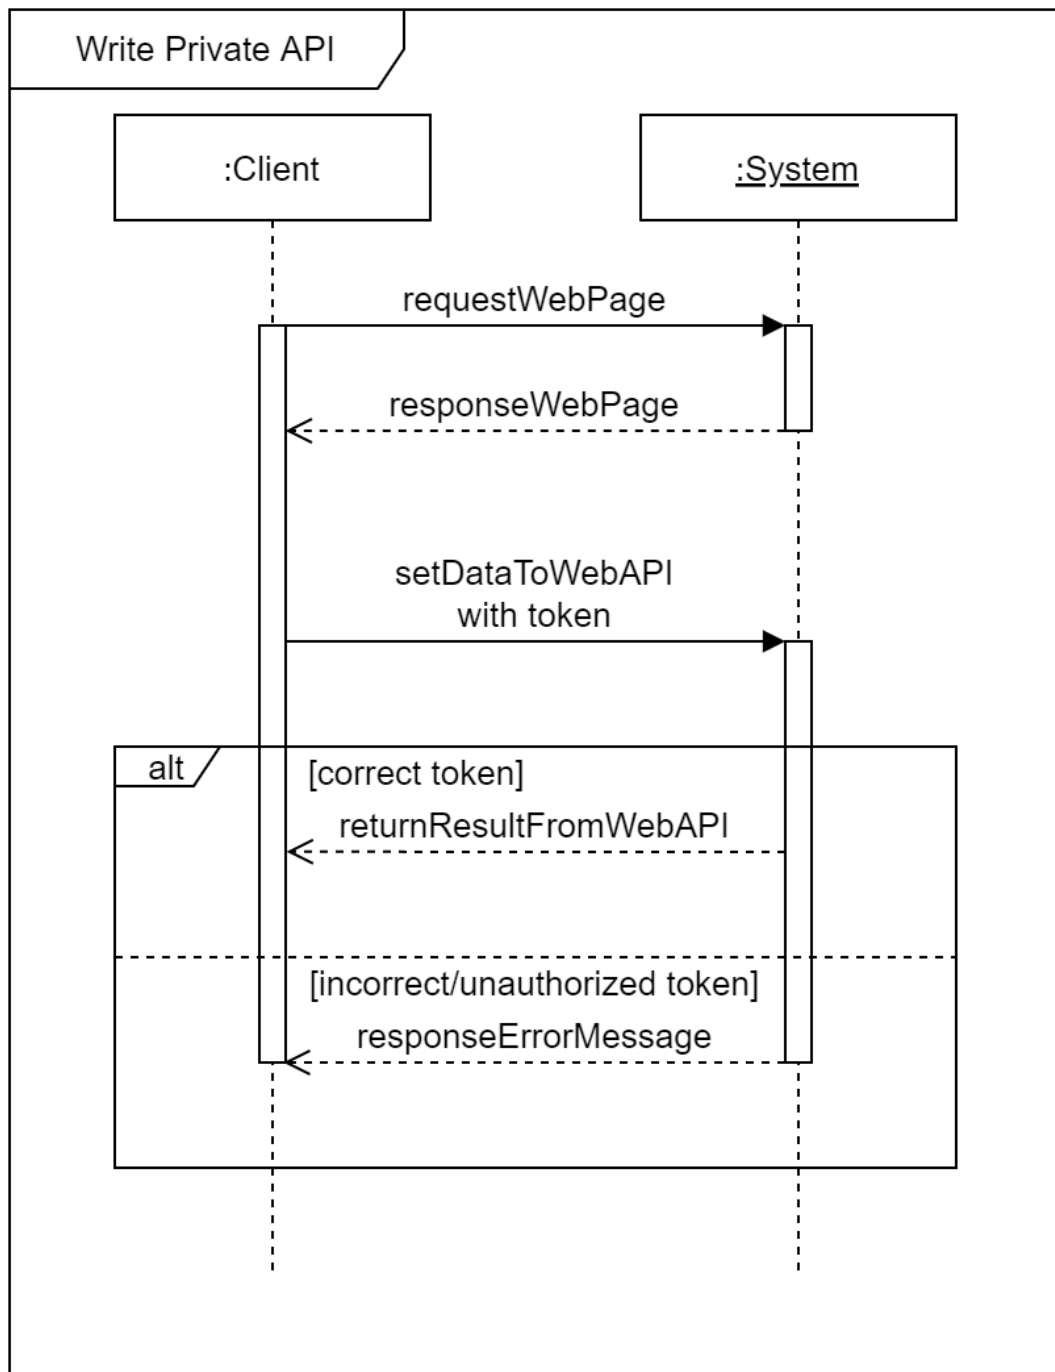 Write Private API
:Client
:System
requestWebPage
responseWebPage
setDataToWebAPI
with token
alt
[correct token]
returnResultFromWebAPI
[incorrect/unauthorized token]
responseErrorMessage